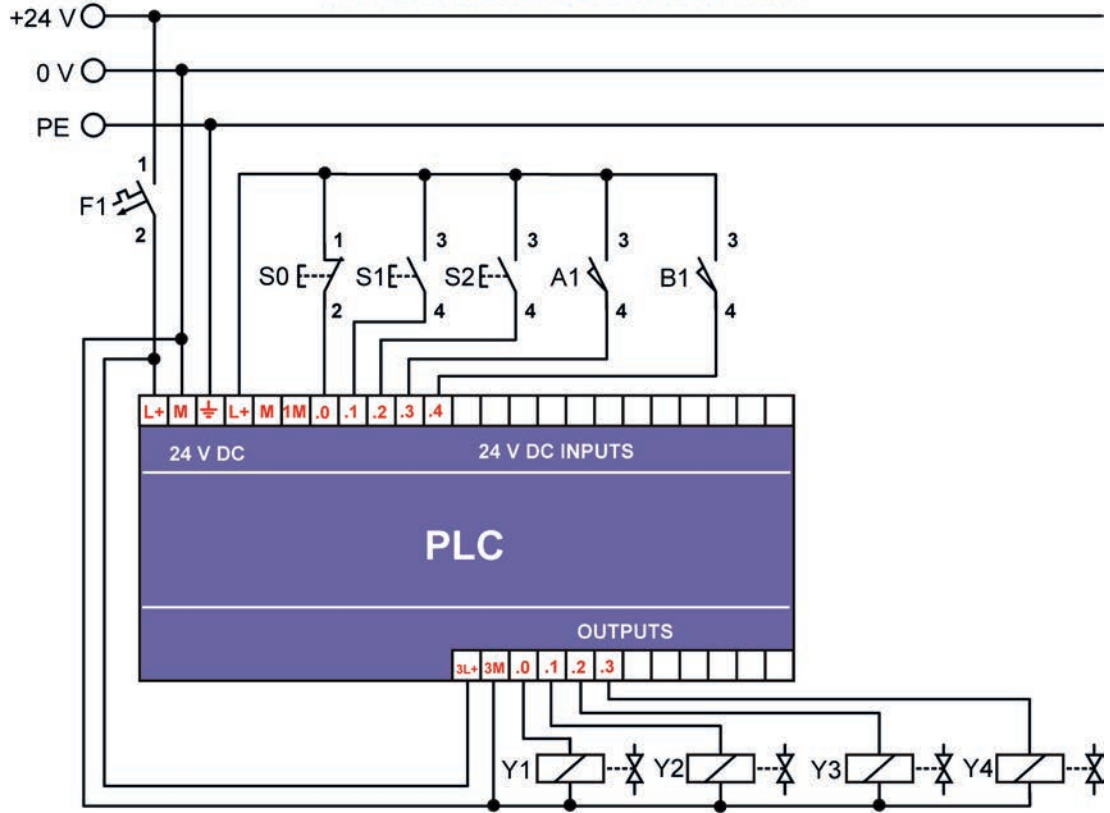 +24 V
0 V
PE
1
F1
2
1 3 3 3 3
S0 S1 S2 A1 B1
2 4 4 4 4
L+ M L+ M 1M .0 .1 .2 .3 .4
24 V DC 24 V DC INPUTS
PLC
OUTPUTS
3L+ 3M .0 .1 .2 .3
Y1 Y2 Y3 Y4